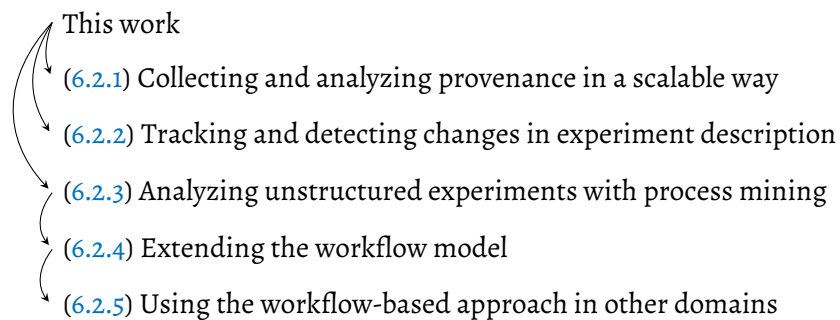 This work
(6.2.1) Collecting and analyzing provenance in a scalable way
(6.2.2) Tracking and detecting changes in experiment description
(6.2.3) Analyzing unstructured experiments with process mining
(6.2.4) Extending the workflow model
(6.2.5) Using the workflow-based approach in other domains